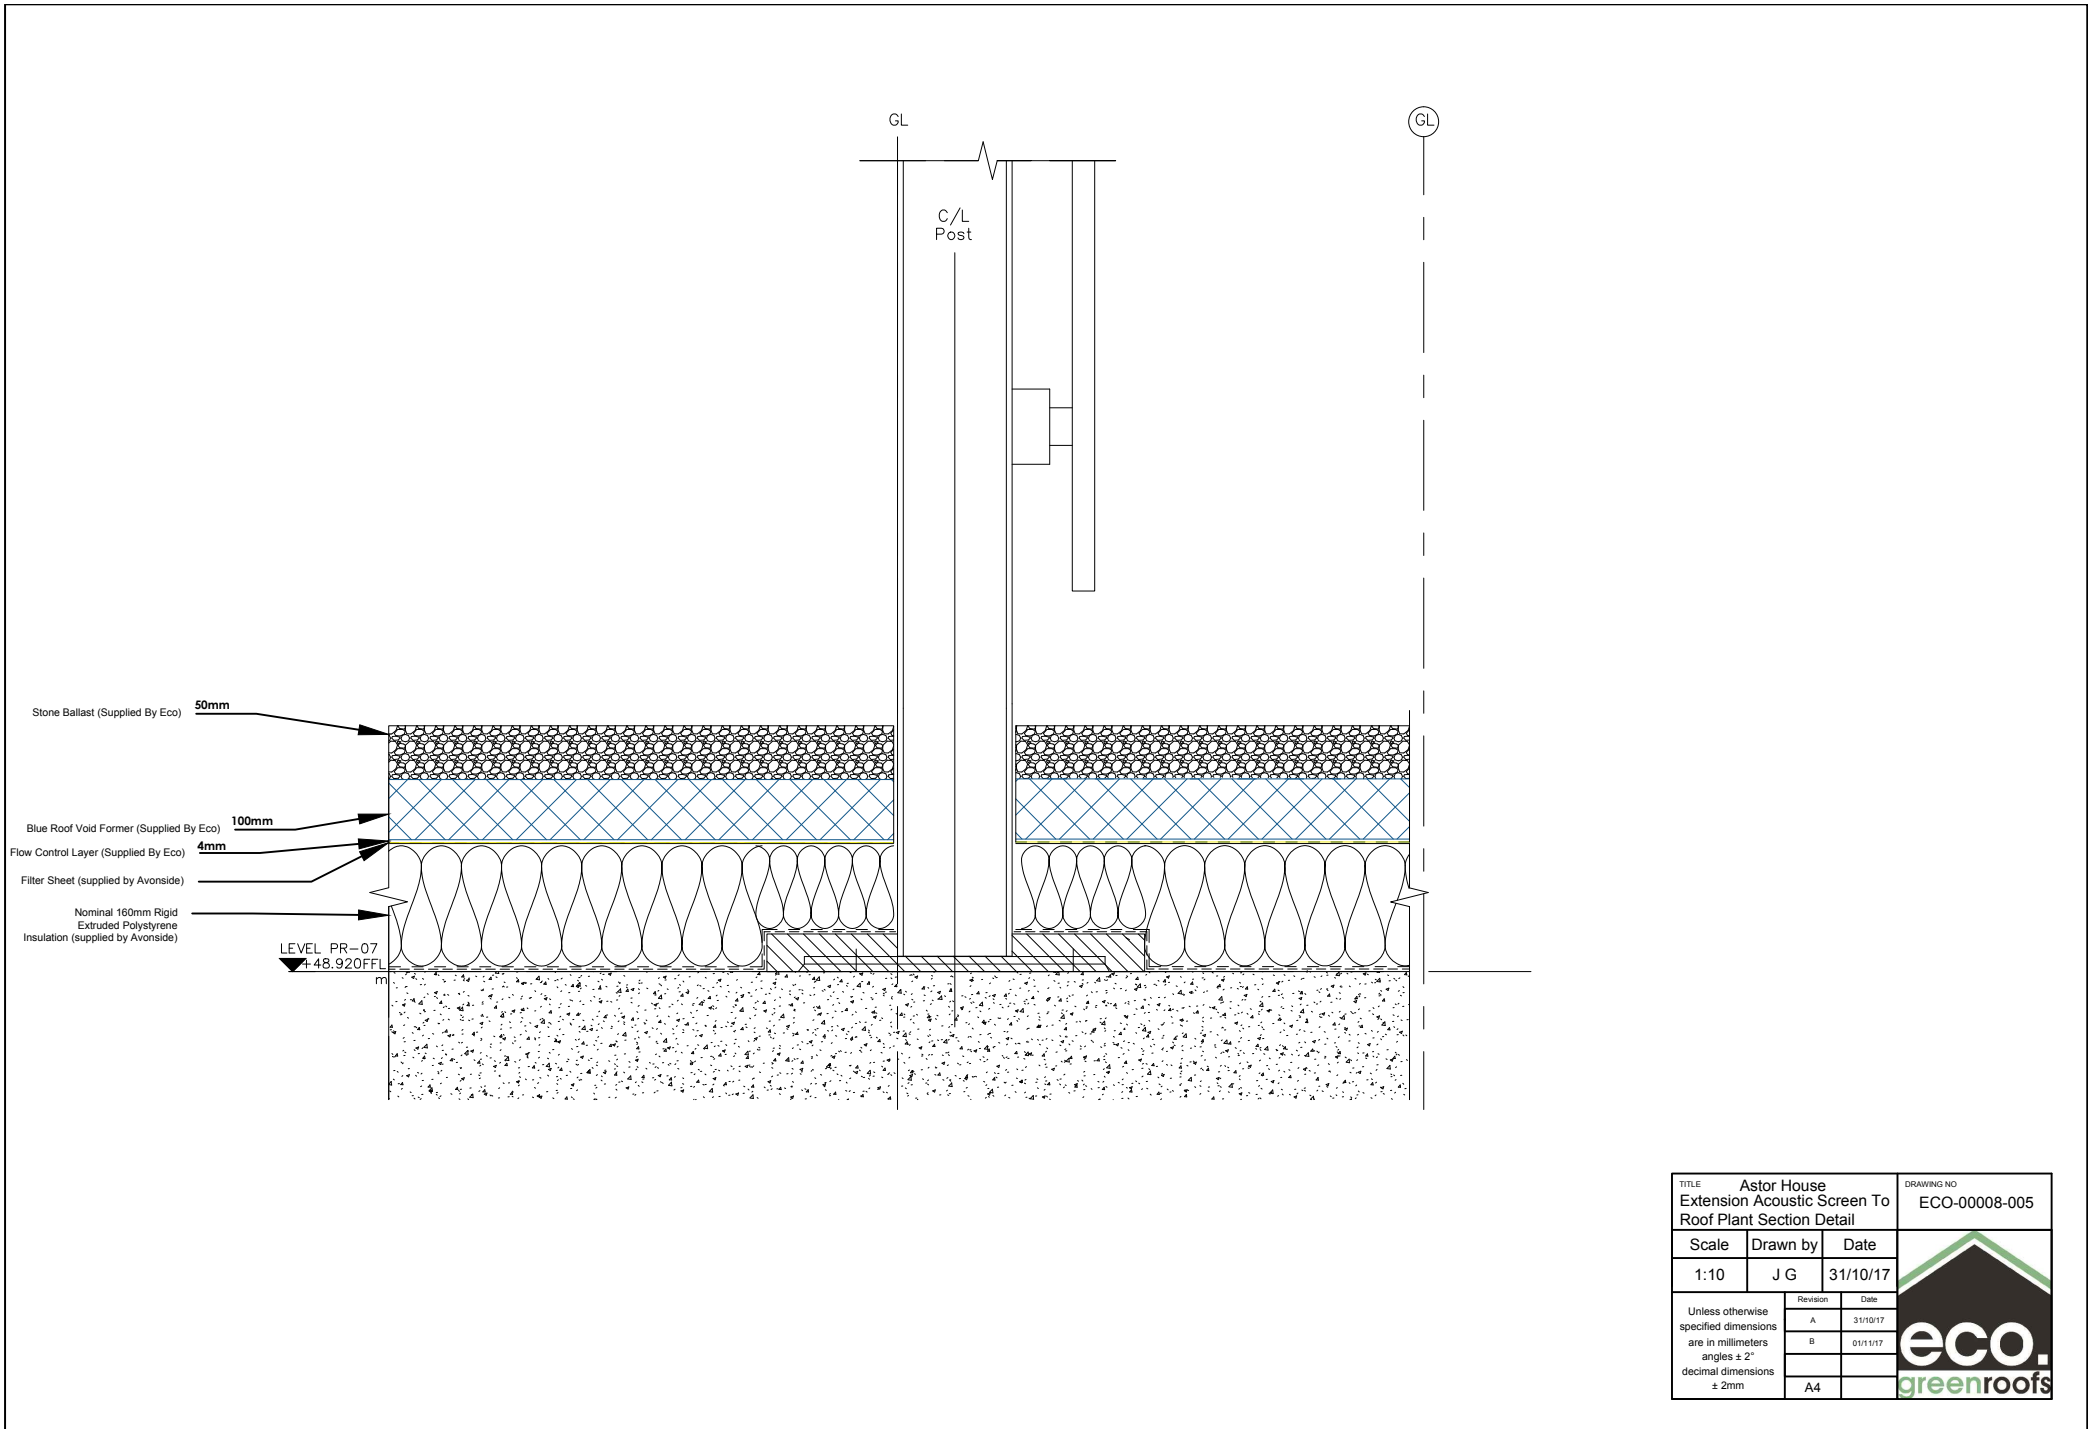 GL
GL
C/L
Post
Stone Ballast (Supplied By Eco) 50mm
Blue Roof Void Former (Supplied By Eco) 100mm
Flow Control Layer (Supplied By Eco) 4mm
Filter Sheet (supplied by Avonside)
Nominal 160mm Rigid
Extruded Polystyrene
Insulation (supplied by Avonside)
LEVEL PR-07
+48.920FFL
m
TITLE Astor House
Extension Acoustic Screen To
Roof Plant Section Detail
DRAWING NO
ECO-00008-005
Scale Drawn by Date
1:10 J G 31/10/17
Unless otherwise
specified dimensions
are in millimeters
angles ± 2°
decimal dimensions
± 2mm
Revision Date
A 31/10/17
B 01/11/17
A4
eco.
greenroofs